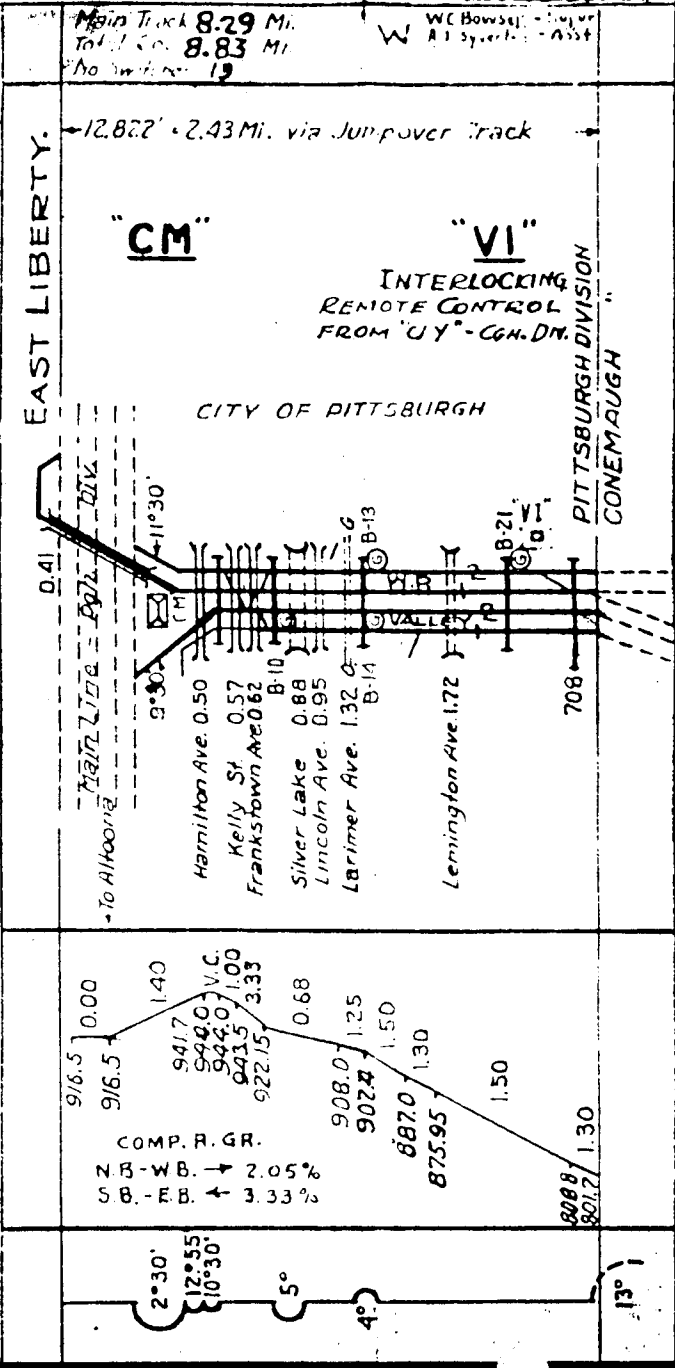 Main Track 8.29 Mi.
8.83 Mi.
19
W
W.C. Bowser
Asst
12.822' = 2.43 Mi. via Jumpover Track
EAST LIBERTY.
"CM"
"VI"
INTERLOCKING
REMOTE CONTROL
FROM "CY" - CGH. DN.
PITTSBURGH DIVISION
CONEMAUGH "
CITY OF PITTSBURGH
0.41
Main Line - Pgh Div.
To Altoona
11°30'
CM
9°30'
B-10
G
G
B-13
G
B-14
W.B.
VALLEY
B-21
G
"VI"
708
Hamilton Ave. 0.50
Kelly St. 0.57
Frankstown Ave. 0.62
Silver Lake 0.88
Lincoln Ave. 0.95
Larimer Ave. 1.32
Lemington Ave. 1.72
0.00
1.40
V.C.
1.00
3.33
0.68
1.25
1.50
1.30
1.50
1.30
916.5
916.5
941.7
944.0
944.0
943.5
922.15
908.0
902.4
887.0
875.95
808.8
801.2
COMP. R. GR.
N.B.-W.B. → 2.05%
S.B.-E.B. ← 3.33%
2°30'
12°55
10°30'
5°
4°
13°